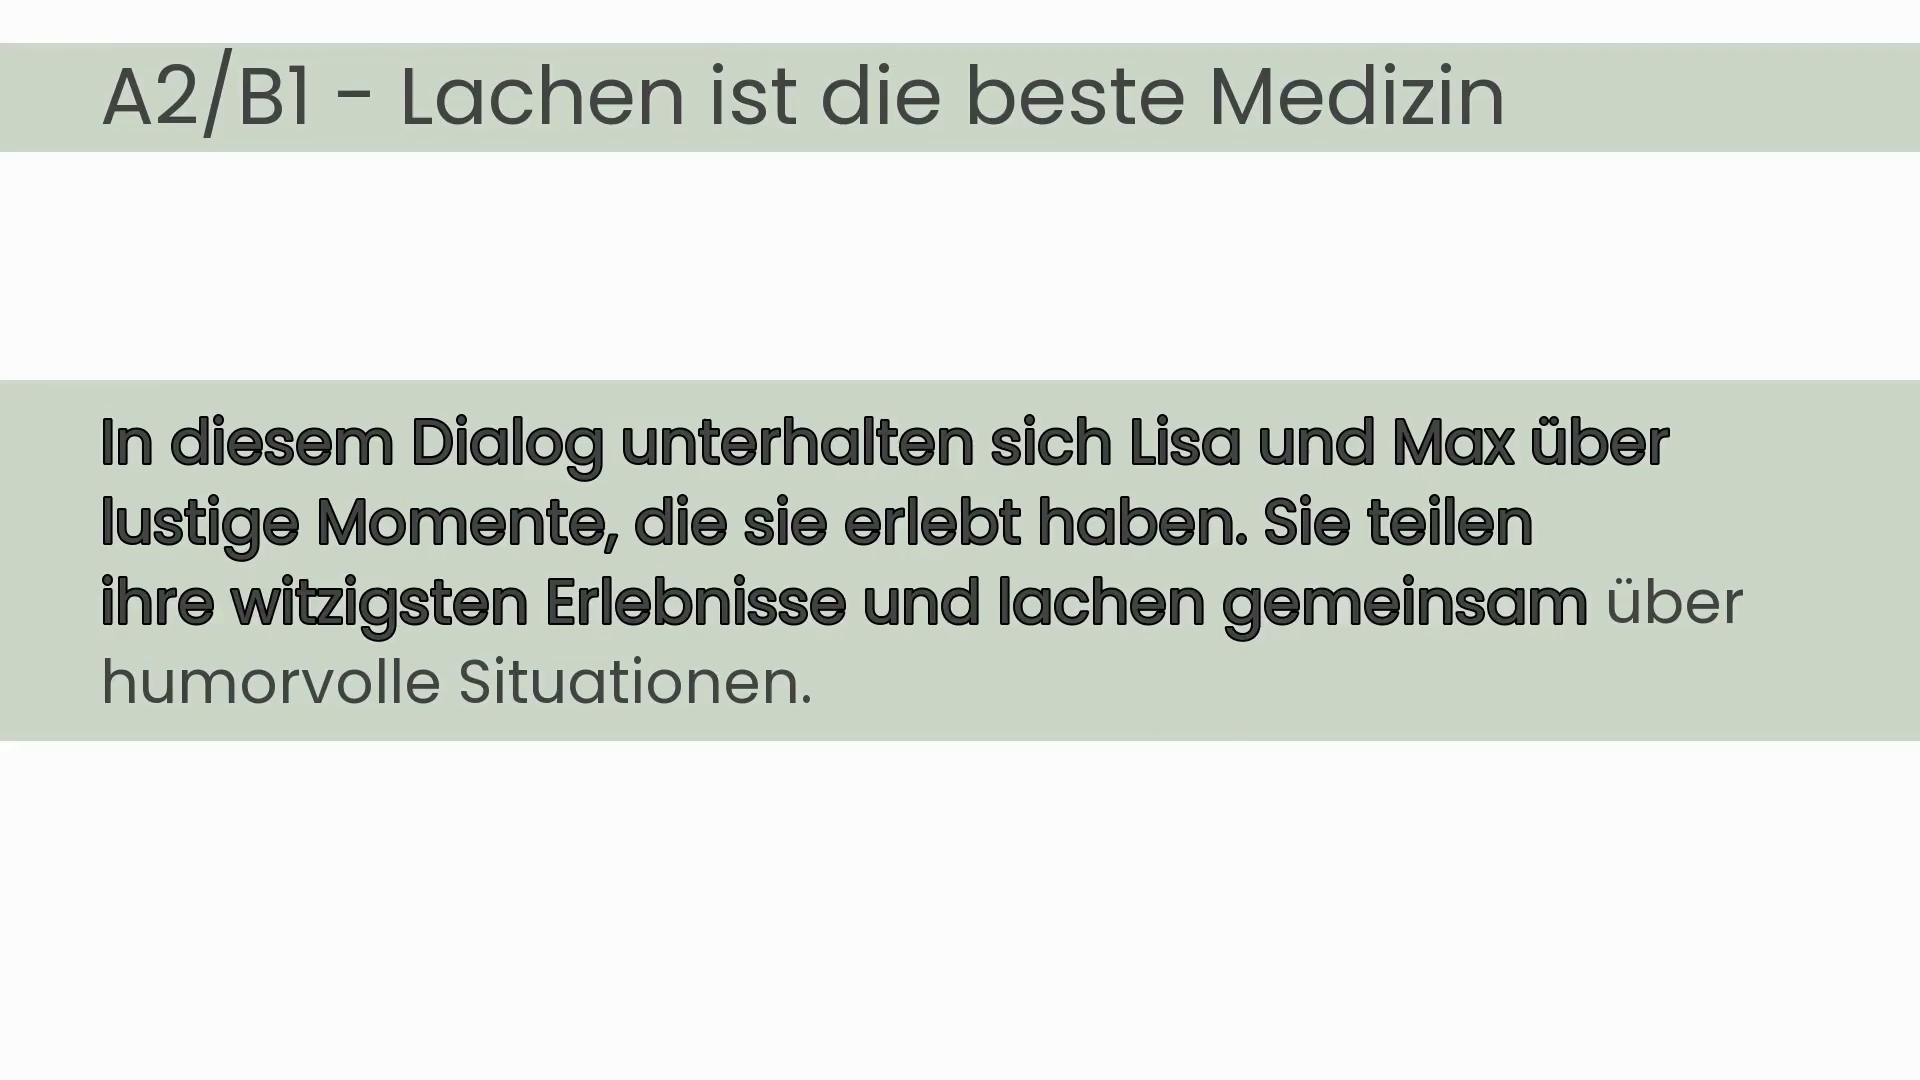 A2/B1 - Lachen ist die beste Medizin
In diesem Dialog unterhalten sich Lisa und Max über
lustige Momente, die sie erlebt haben. Sie teilen
ihre witzigsten Erlebnisse und lachen gemeinsam über
humorvolle Situationen.